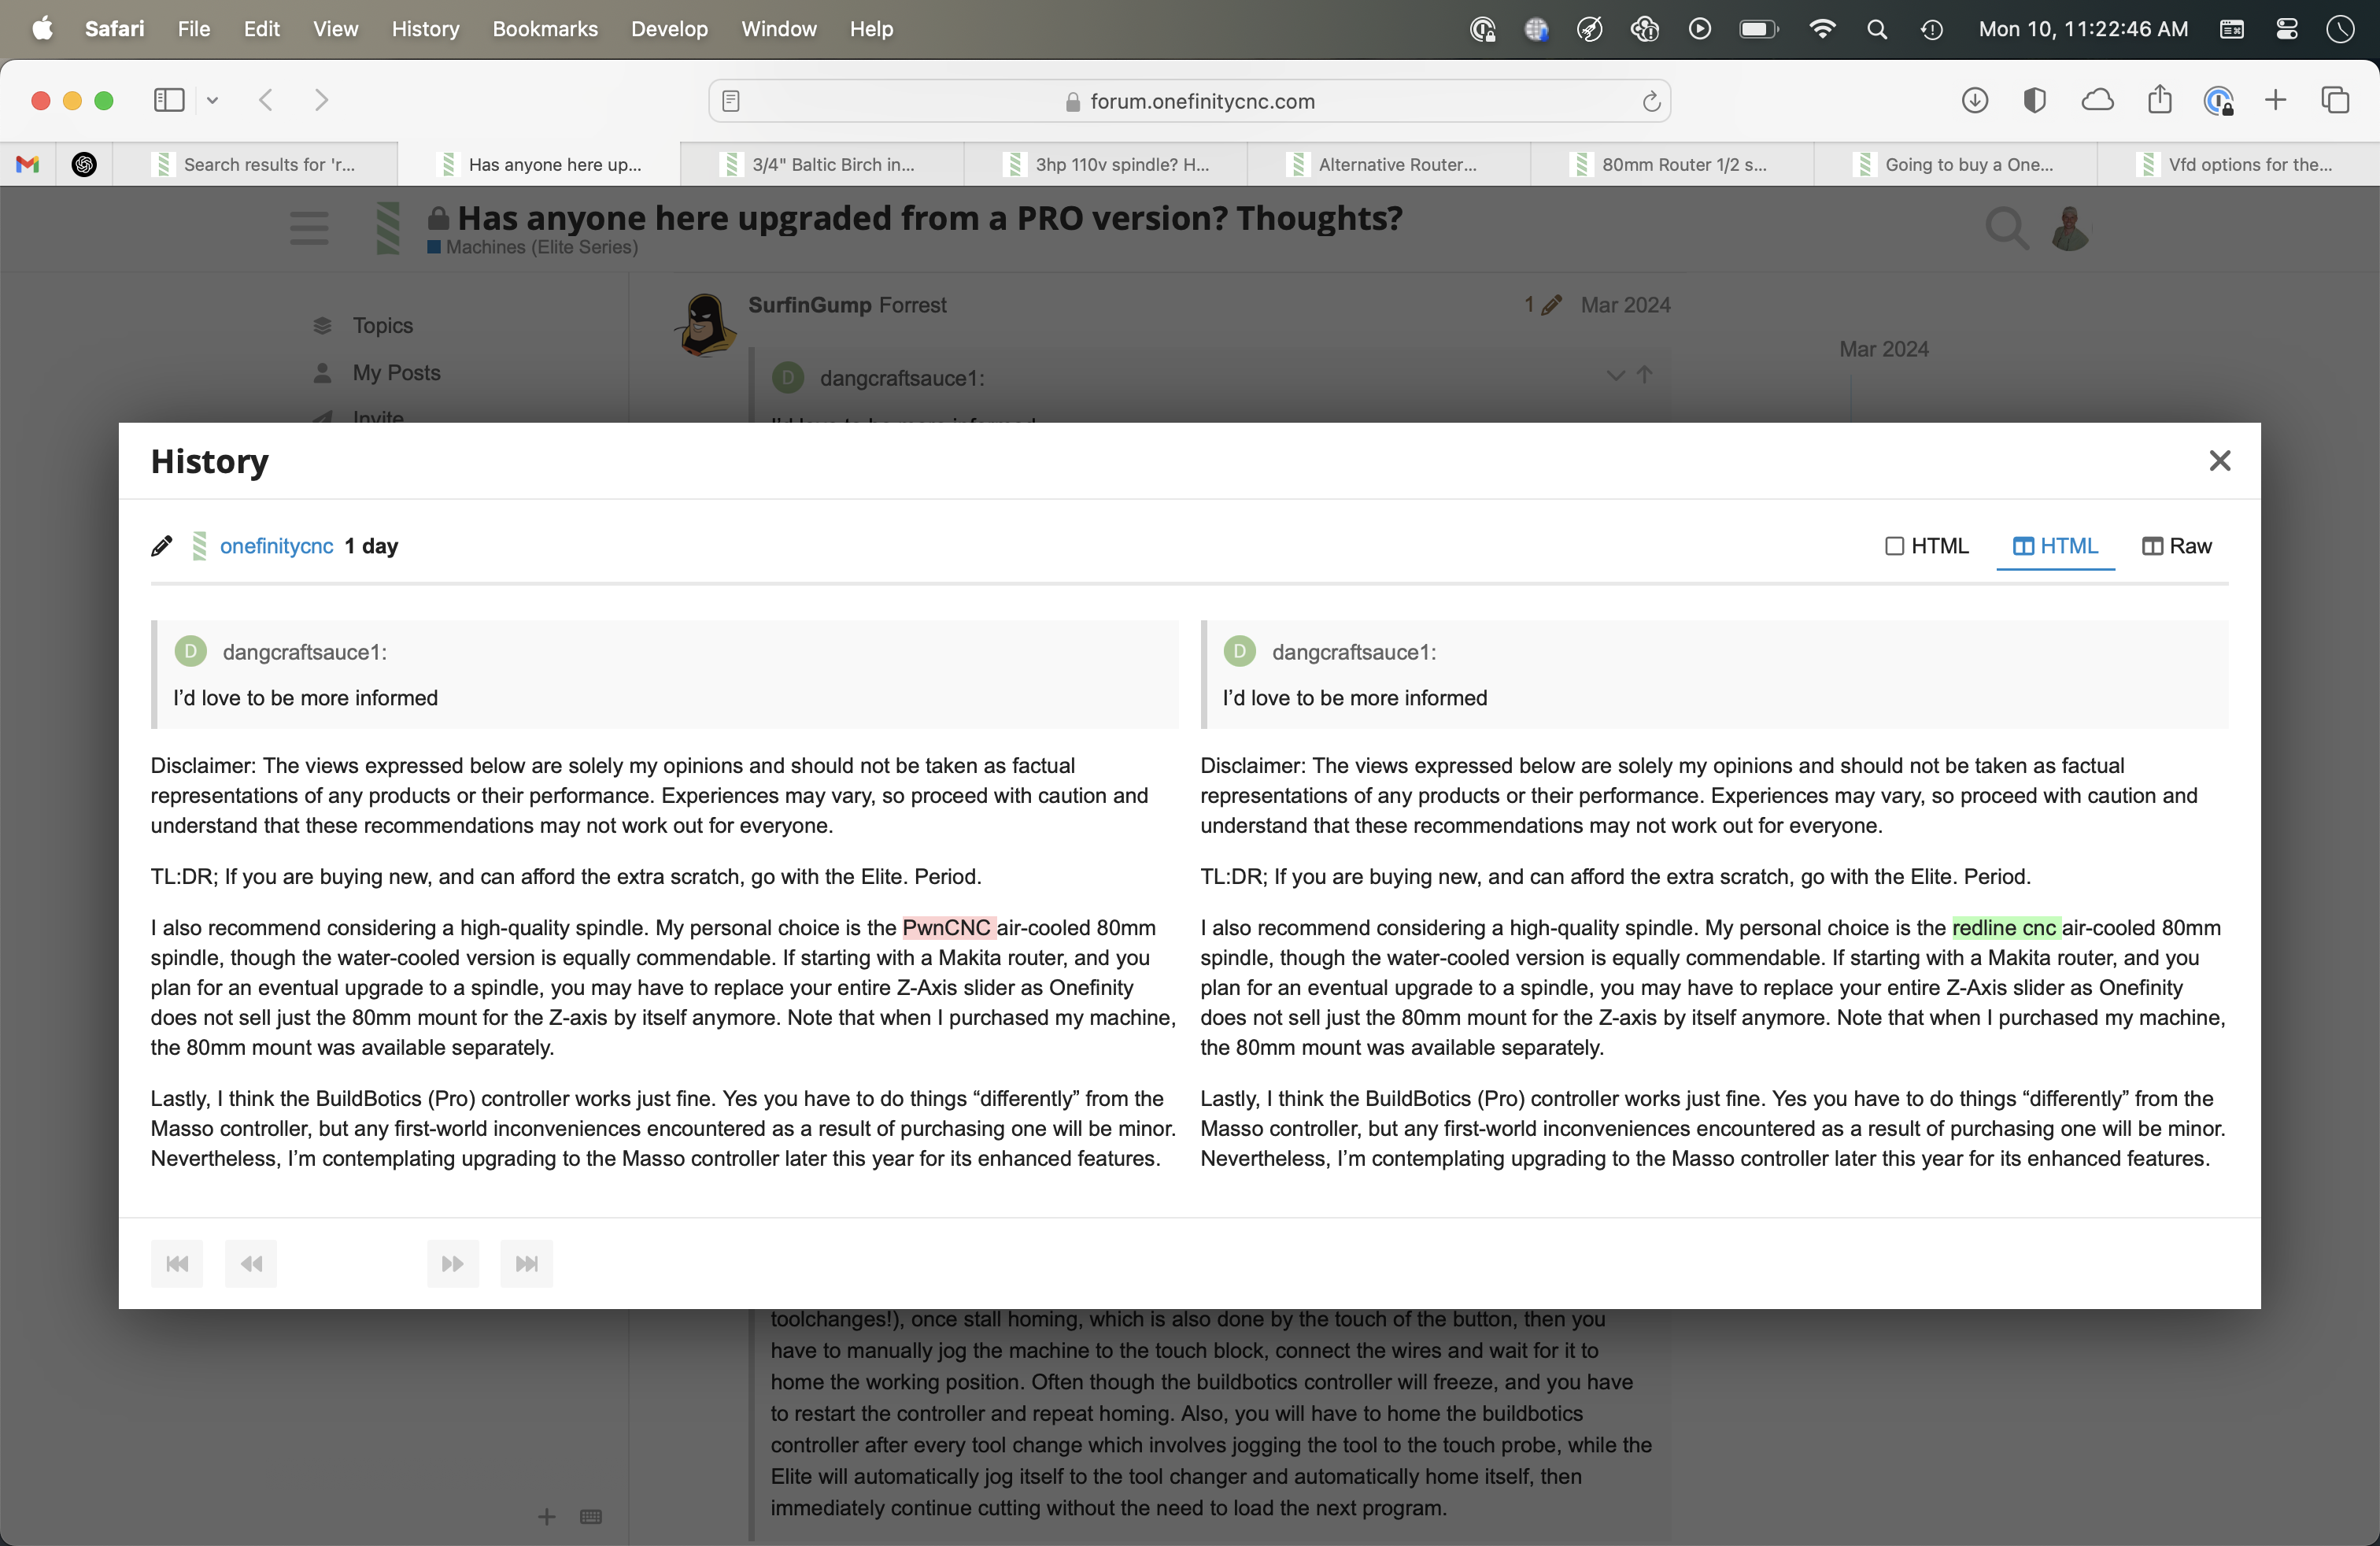 Safari File Edit View History Bookmarks Develop Window Help Mon 10, 11:22:46 AM
forum.onefinitycnc.com
Search results for 'r... Has anyone here up... 3/4" Baltic Birch in... 3hp 110v spindle? H... Alternative Router... 80mm Router 1/2 s... Going to buy a One... Vfd options for the...
Has anyone here upgraded from a PRO version? Thoughts?
Machines (Elite Series)
SurfinGump Forrest 1 Mar 2024
Topics
Mar 2024
My Posts
D dangcraftsauce1:
Invite
I'd love to be more informed
History
onefinitycnc 1 day HTML HTML Raw
D dangcraftsauce1:
I’d love to be more informed
Disclaimer: The views expressed below are solely my opinions and should not be taken as factual
representations of any products or their performance. Experiences may vary, so proceed with caution and
understand that these recommendations may not work out for everyone.
TL:DR; If you are buying new, and can afford the extra scratch, go with the Elite. Period.
I also recommend considering a high-quality spindle. My personal choice is the PwnCNC air-cooled 80mm
spindle, though the water-cooled version is equally commendable. If starting with a Makita router, and you
plan for an eventual upgrade to a spindle, you may have to replace your entire Z-Axis slider as Onefinity
does not sell just the 80mm mount for the Z-axis by itself anymore. Note that when I purchased my machine,
the 80mm mount was available separately.
Lastly, I think the BuildBotics (Pro) controller works just fine. Yes you have to do things “differently” from the
Masso controller, but any first-world inconveniences encountered as a result of purchasing one will be minor.
Nevertheless, I’m contemplating upgrading to the Masso controller later this year for its enhanced features.
D dangcraftsauce1:
I’d love to be more informed
Disclaimer: The views expressed below are solely my opinions and should not be taken as factual
representations of any products or their performance. Experiences may vary, so proceed with caution and
understand that these recommendations may not work out for everyone.
TL:DR; If you are buying new, and can afford the extra scratch, go with the Elite. Period.
I also recommend considering a high-quality spindle. My personal choice is the redline cnc air-cooled 80mm
spindle, though the water-cooled version is equally commendable. If starting with a Makita router, and you
plan for an eventual upgrade to a spindle, you may have to replace your entire Z-Axis slider as Onefinity
does not sell just the 80mm mount for the Z-axis by itself anymore. Note that when I purchased my machine,
the 80mm mount was available separately.
Lastly, I think the BuildBotics (Pro) controller works just fine. Yes you have to do things “differently” from the
Masso controller, but any first-world inconveniences encountered as a result of purchasing one will be minor.
Nevertheless, I’m contemplating upgrading to the Masso controller later this year for its enhanced features.
toolchanges!), once stall homing, which is also done by the touch of the button, then you
have to manually jog the machine to the touch block, connect the wires and wait for it to
home the working position. Often though the buildbotics controller will freeze, and you have
to restart the controller and repeat homing. Also, you will have to home the buildbotics
controller after every tool change which involves jogging the tool to the touch probe, while the
Elite will automatically jog itself to the tool changer and automatically home itself, then
immediately continue cutting without the need to load the next program.